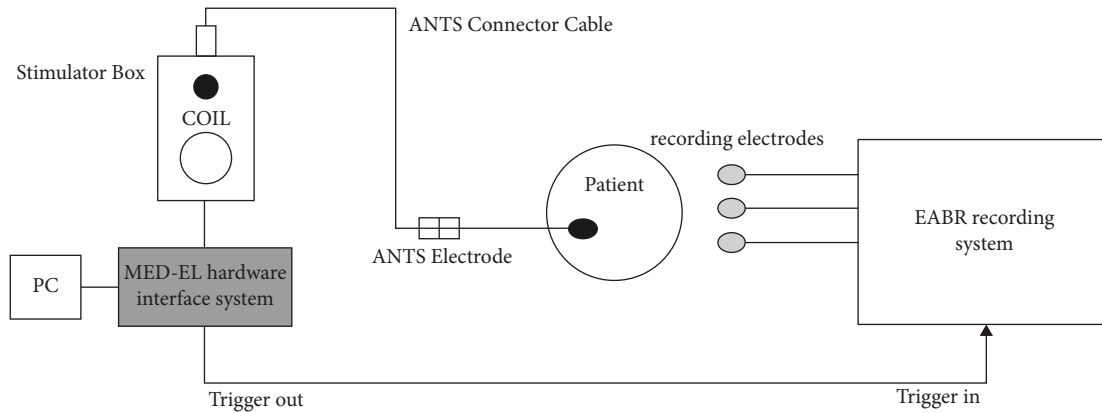 ANTS Connector Cable
Stimulator Box
COIL
recording electrodes
Patient
EABR recording
system
ANTS Electrode
MED-EL hardware
interface system
PC
Trigger out
Trigger in